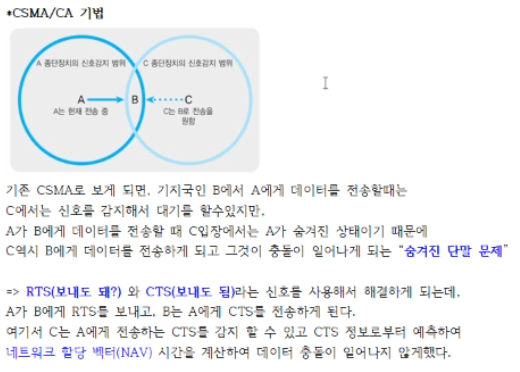 *CSMA/CA 기법
A 종단장치의 신호감지 범위
C 종단장치의 신호감지 범위
A
B
C
A는 현재 전송 중
C는 B로 전송을
원함
기존 CSMA로 보게 되면, 기지국인 B에서 A에게 데이터를 전송할때는
C에서는 신호를 감지해서 대기를 할수있지만,
A가 B에게 데이터를 전송할 때 C입장에서는 A가 숨겨진 상태이기 때문에
C역시 B에게 데이터를 전송하게 되고 그것이 충돌이 일어나게 되는 "숨겨진 단말 문제"
=> RTS(보내도 돼?) 와 CTS(보내도 됨)라는 신호를 사용해서 해결하게 되는데,
A가 B에게 RTS를 보내고, B는 A에게 CTS를 전송하게 된다.
여기서 C는 A에게 전송하는 CTS를 감지 할 수 있고 CTS 정보로부터 예측하여
네트워크 할당 벡터(NAV) 시간을 계산하여 데이터 충돌이 일어나지 않게했다.